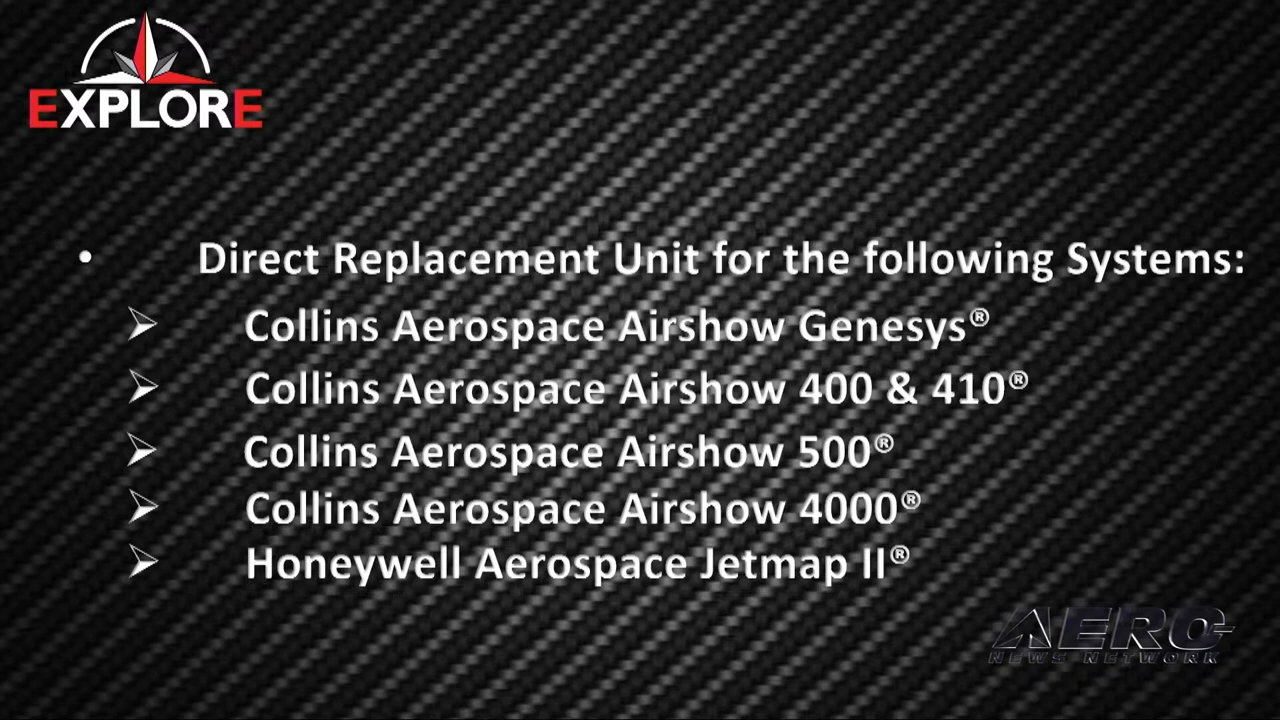 EXPLORE
• Direct Replacement Unit for the following Systems:
➢ Collins Aerospace Airshow Genesys®
➢ Collins Aerospace Airshow 400 & 410®
➢ Collins Aerospace Airshow 500®
➢ Collins Aerospace Airshow 4000®
➢ Honeywell Aerospace Jetmap II®
AERO
NEWS NETWORK